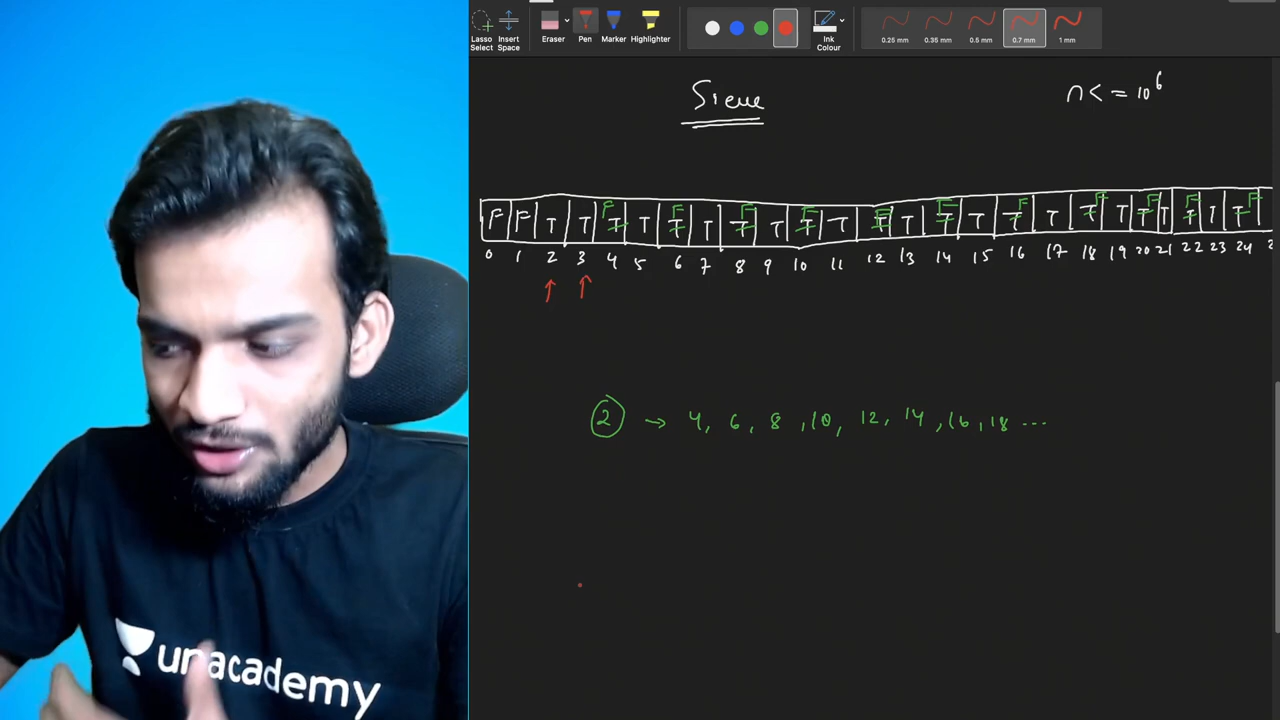 Lasso Select
Insert Space
Eraser
Pen
Marker
Highlighter
Ink Colour
0.25 mm
0.35 mm
0.5 mm
0.7 mm
1 mm
Sieve
n <= 10^6
F F T T F T T F T T F T T F T T F T T F T T F T T F T T F T T F T T F T T F
0 1 2 3 4 5 6 7 8 9 10 11 12 13 14 15 16 17 18 19 20 21 22 23 24 2
↑ ↑
2 → 4, 6, 8, 10, 12, 14, 16, 18 ...
unacademy